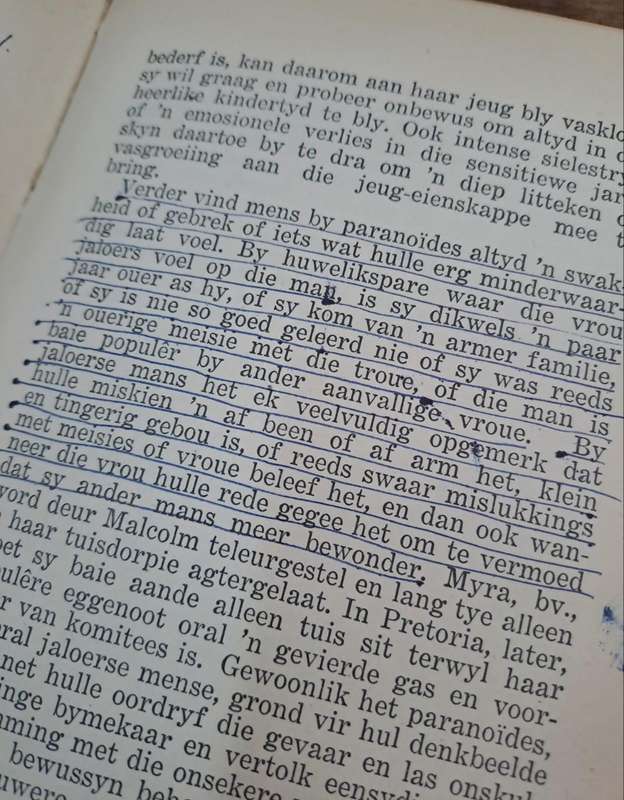 bederf is, kan daarom aan haar jeug bly vasklo
sy wil graag en probeer onbewus om altyd in d
heerlike kindertyd te bly. Ook intense sielestry
of 'n emosionele verlies in die sensitiewe jar
skyn daartoe by te dra om 'n diep litteken
vasgroeiing aan die jeug-eienskappe mee t
bring.
Verder vind mens by paranoïdes altyd 'n swak-
heid of gebrek of iets wat hulle erg minderwaar-
dig laat voel. By huwelikspare waar die vrou
jaloers voel op die man, is sy dikwels 'n paar
jaar ouer as hy, of sy kom van 'n armer familie,
of sy is nie so goed geleerd nie of sy was reeds
'n ouerige meisie met die troue, of die man is
baie populêr by ander aanvallige vroue. By
jaloerse mans het ek veelvuldig opgemerk dat
hulle miskien 'n af been of af arm het, klein
en tingerig gebou is, of reeds swaar mislukkings
met meisies of vroue beleef het, en dan ook wan-
neer die vrou hulle rede gegee het om te vermoed
dat sy ander mans meer bewonder. Myra, bv.,
word deur Malcolm teleurgestel en lang tye alleen
haar tuisdorpie agtergelaat. In Pretoria, later,
oet sy baie aande alleen tuis sit terwyl haar
ulêre eggenoot oral 'n gevierde gas en voor-
r van komitees is. Gewoonlik het paranoïdes,
ral jaloerse mense, grond vir hul denkbeelde
net hulle oordryf die gevaar en las onskul
inge bymekaar en vertolk eensydi
mming met die onsekere
bewussyn beh
uwere